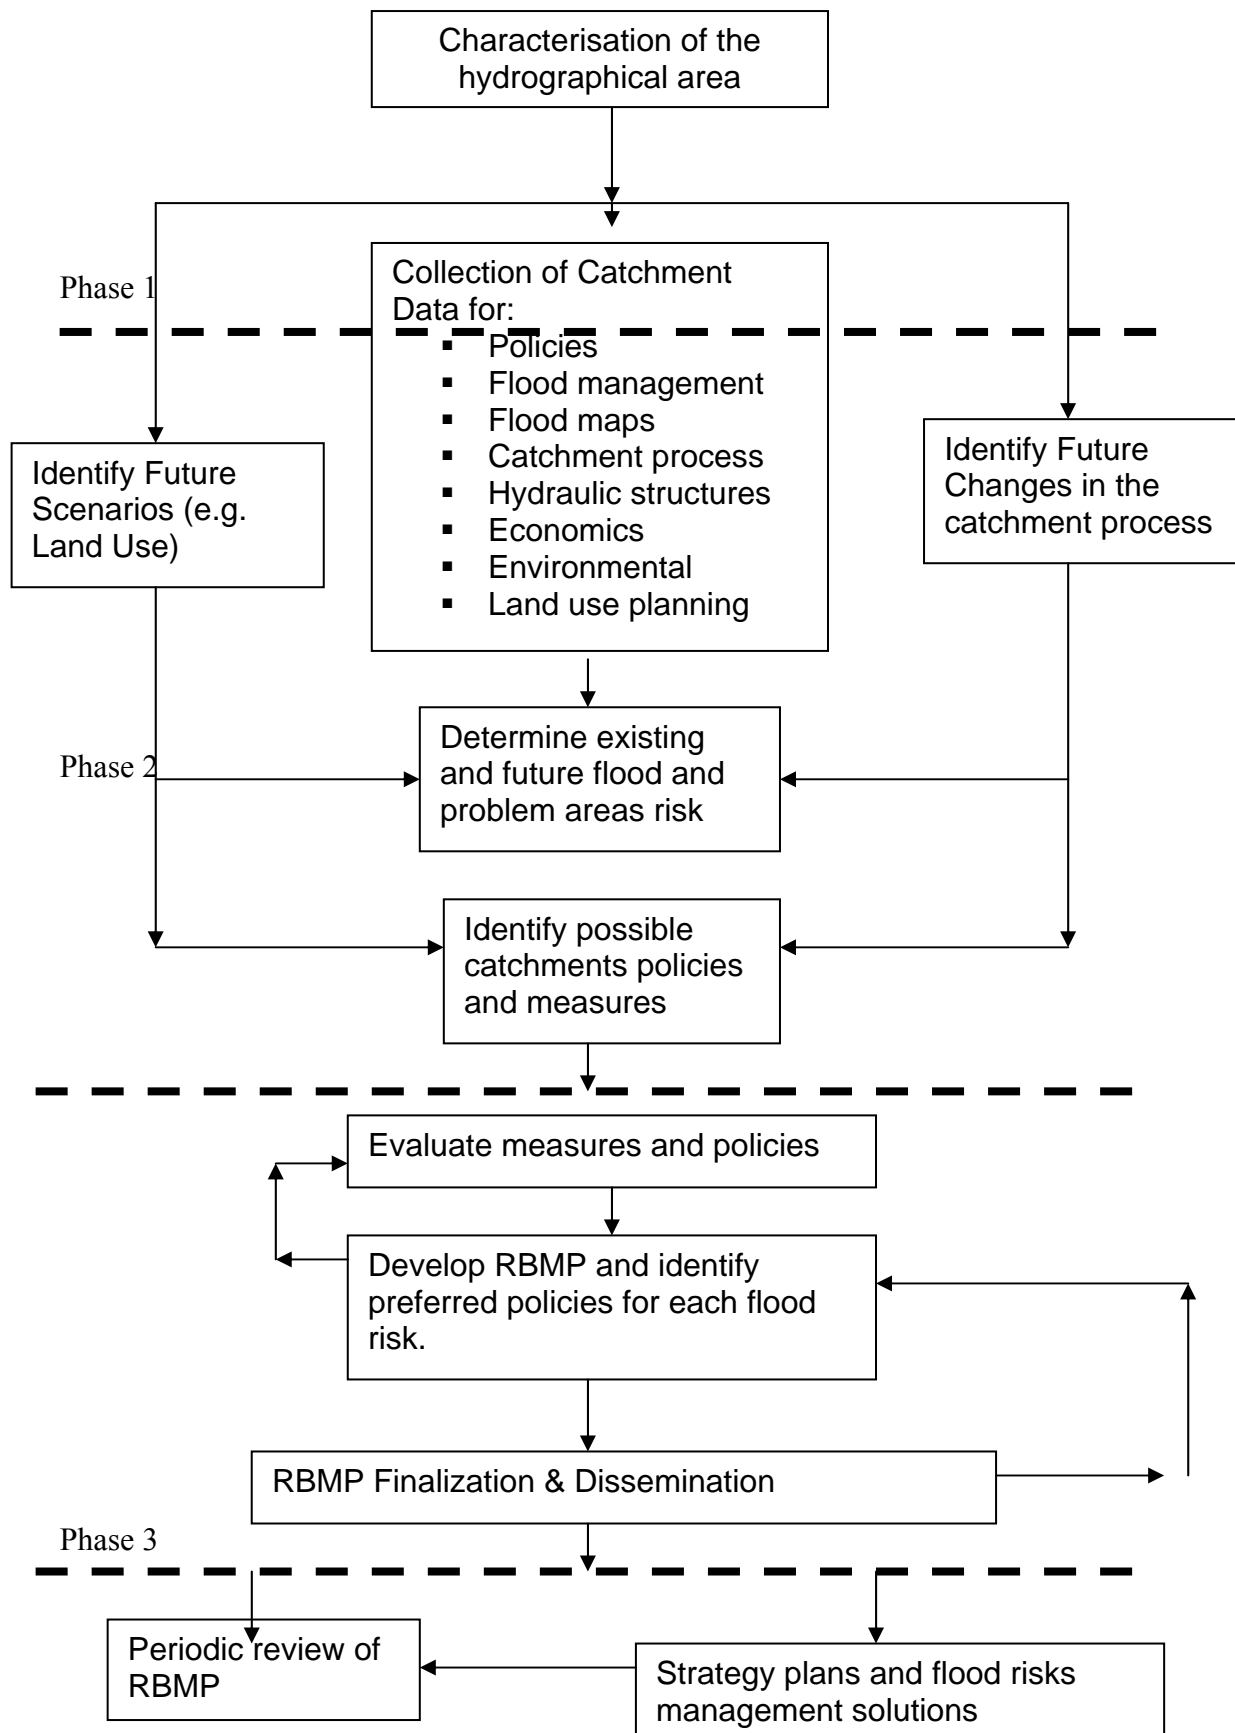 Characterisation of the
hydrographical area
Phase 1
Collection of Catchment
Data for:
▪ Policies
▪ Flood management
▪ Flood maps
▪ Catchment process
▪ Hydraulic structures
▪ Economics
▪ Environmental
▪ Land use planning
Identify Future
Scenarios (e.g.
Land Use)
Identify Future
Changes in the
catchment process
Phase 2
Determine existing
and future flood and
problem areas risk
Identify possible
catchments policies
and measures
Evaluate measures and policies
Develop RBMP and identify
preferred policies for each flood
risk.
RBMP Finalization & Dissemination
Phase 3
Periodic review of
RBMP
Strategy plans and flood risks
management solutions